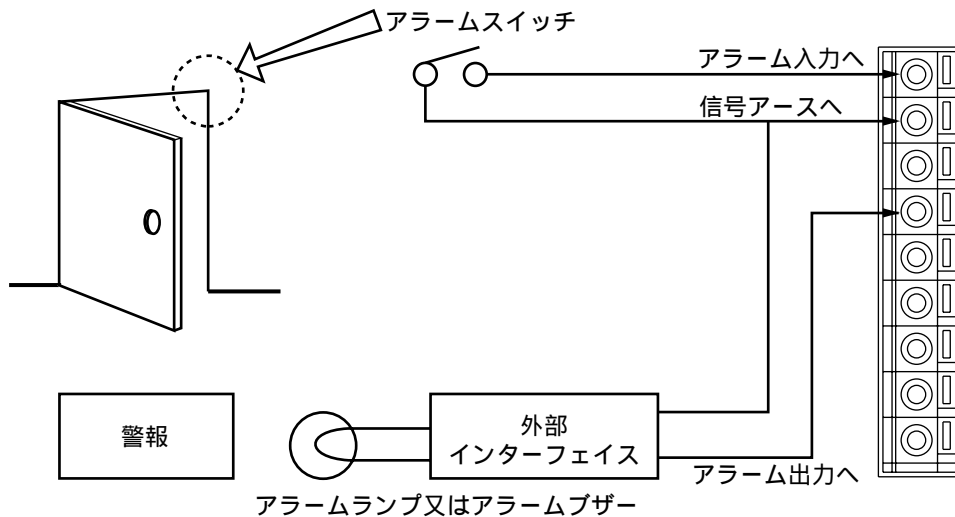 アラームスイッチ
アラーム入力へ
信号アースへ
警報
外部
インターフェイス
アラーム出力へ
アラームランプ又はアラームブザー